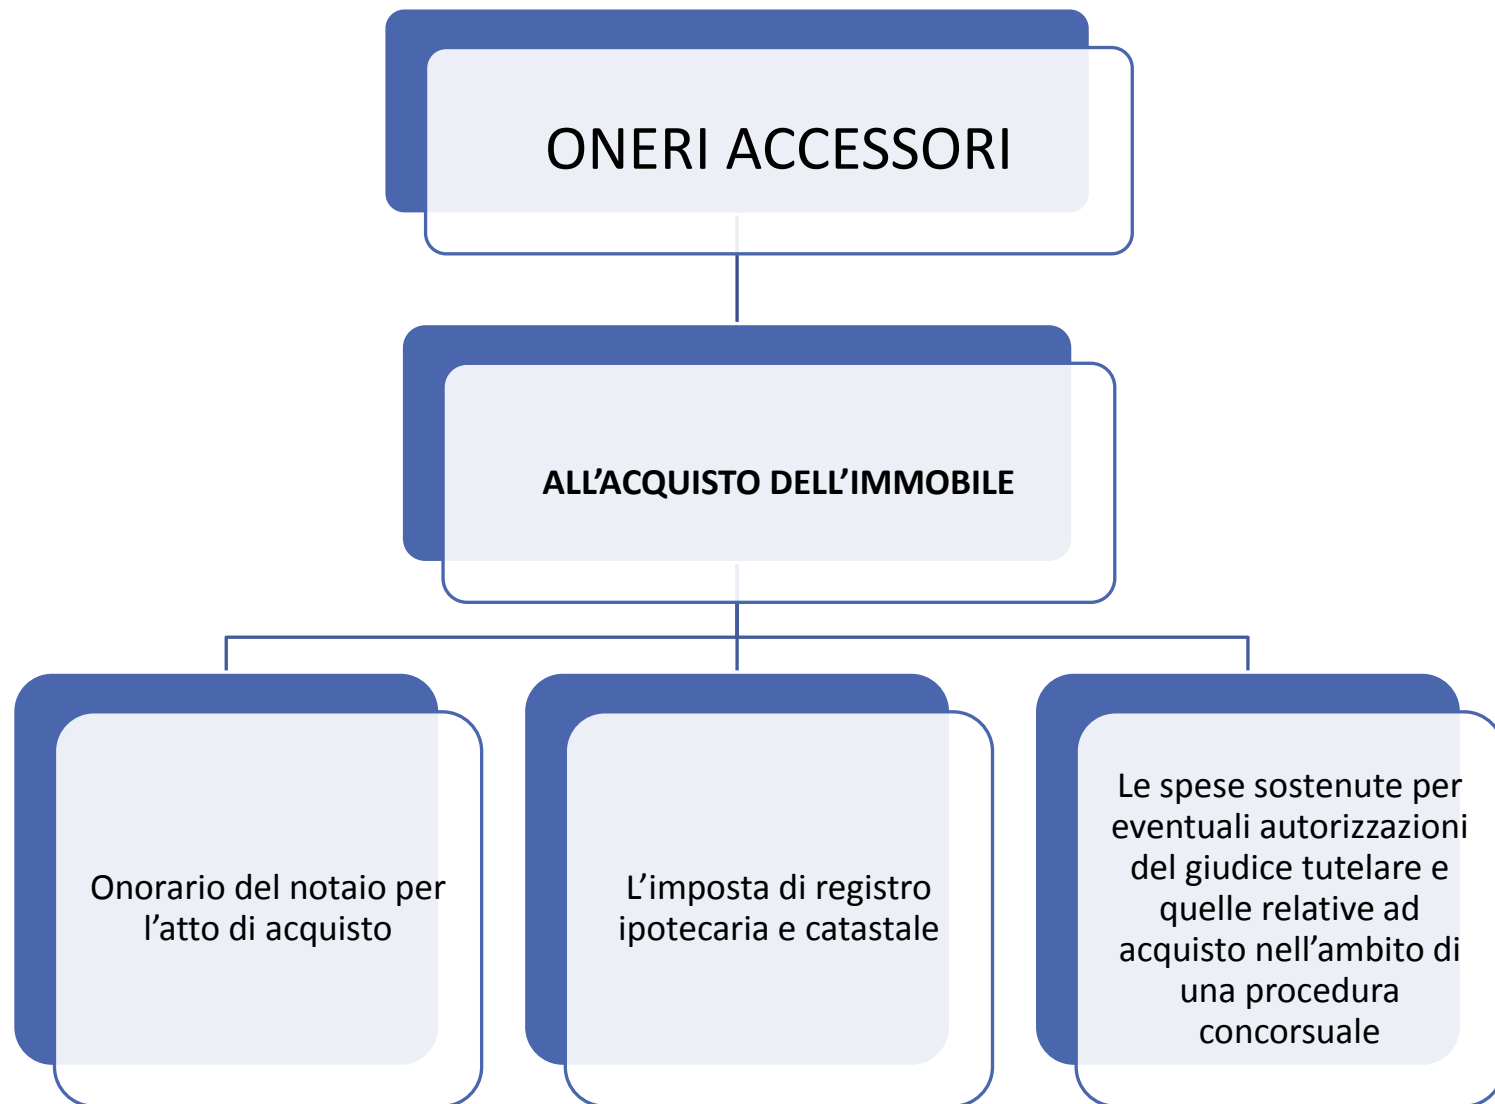 ONERI ACCESSORI
ALL’ACQUISTO DELL’IMMOBILE
Onorario del notaio per
l’atto di acquisto
L’imposta di registro
ipotecaria e catastale
Le spese sostenute per
eventuali autorizzazioni
del giudice tutelare e
quelle relative ad
acquisto nell’ambito di
una procedura
concorsuale